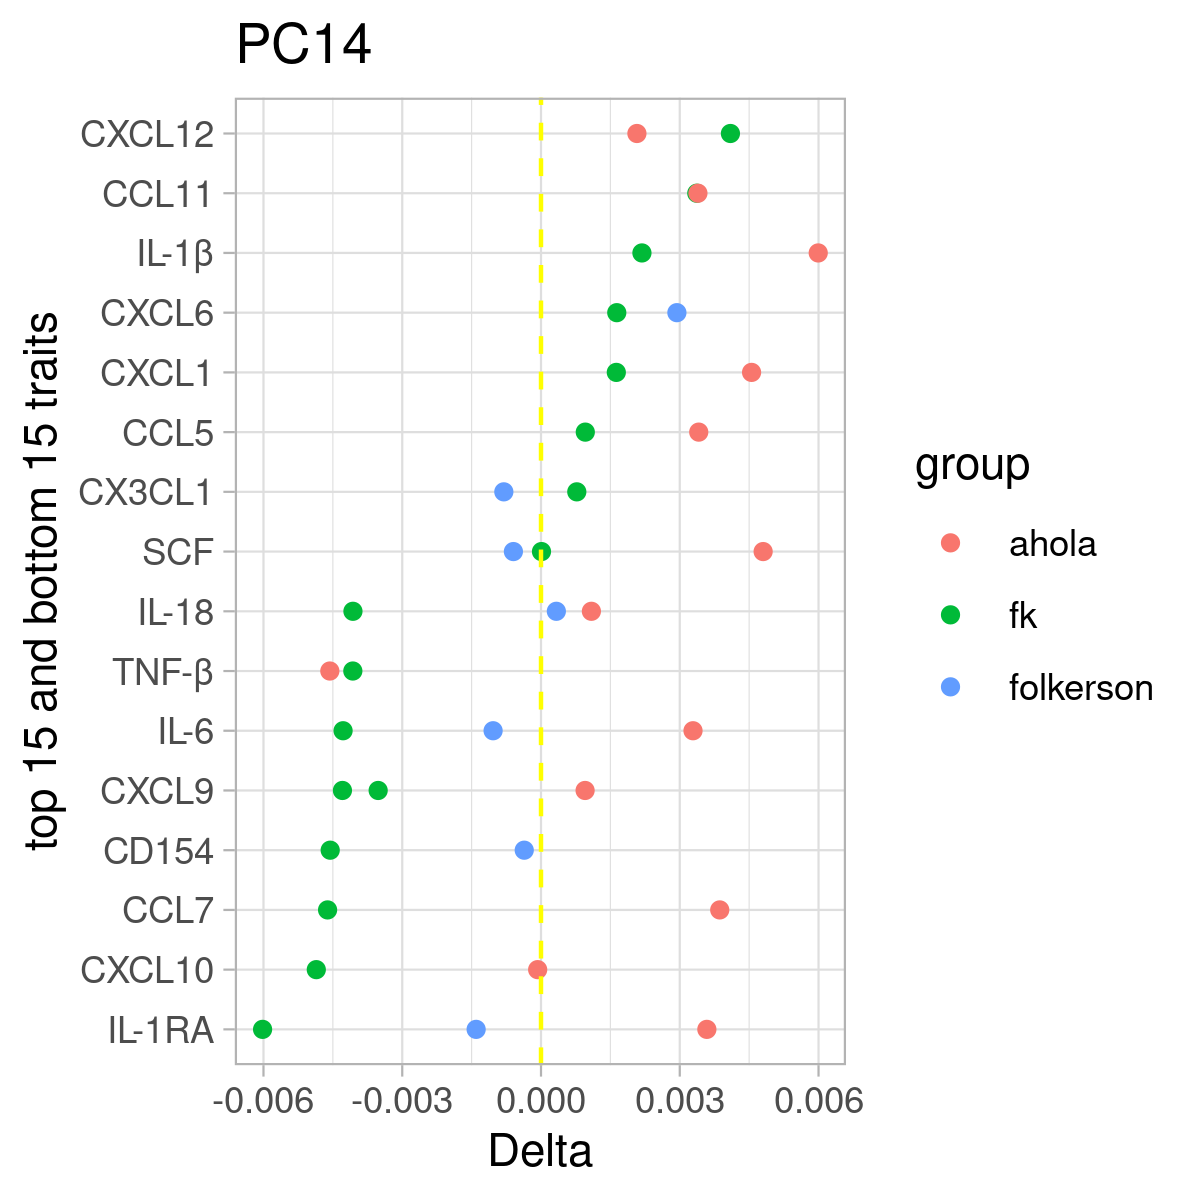 PC14
top 15 and bottom 15 traits
CXCL12
CCL11
IL-1β
CXCL6
CXCL1
CCL5
CX3CL1
SCF
IL-18
TNF-β
IL-6
CXCL9
CD154
CCL7
CXCL10
IL-1RA
-0.006 -0.003 0.000 0.003 0.006
Delta
group
ahola
fk
folkerson